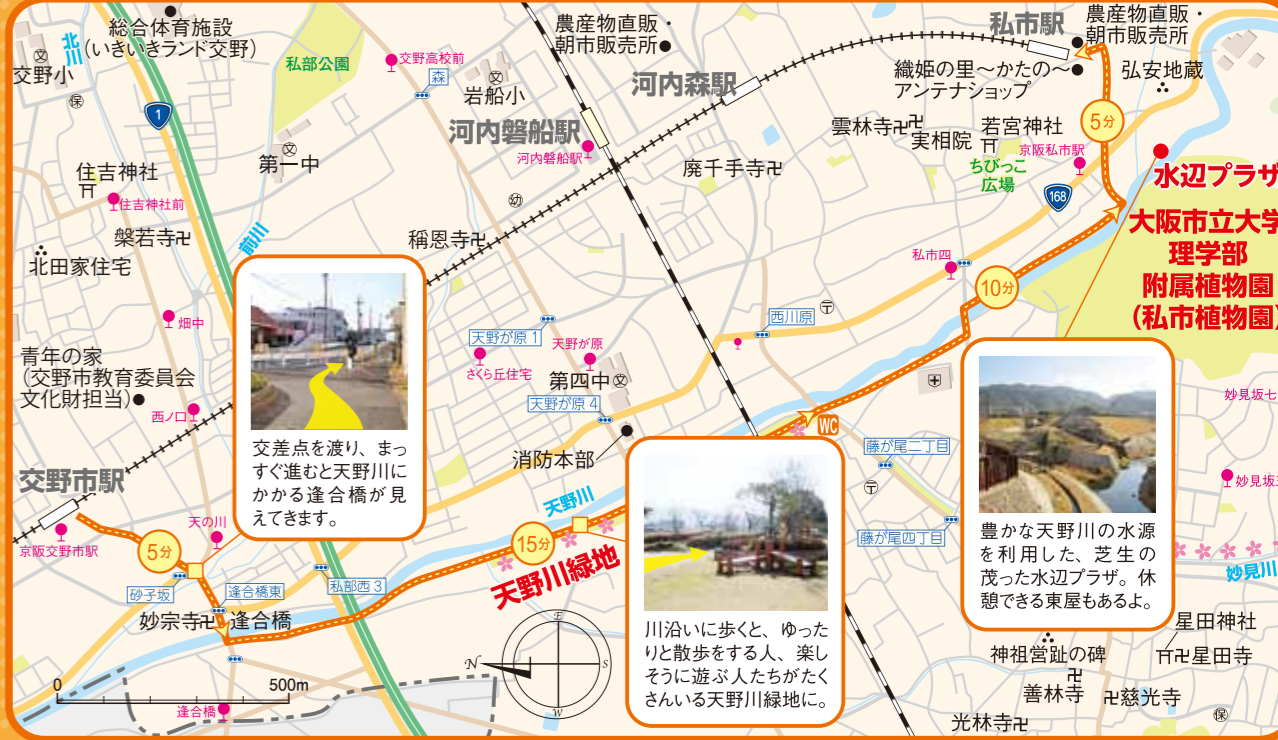 総合体育施設
(いきいきランド交野)
北川
交野小
文
保
1
私部公園
交野高校前
森
文
岩船小
農産物直販・
朝市販売所
河内森駅
河内磐船駅
河内磐船駅
私市駅
農産物直販・
朝市販売所
織姫の里～かたの～
アンテナショップ
弘安地蔵
5分
雲林寺
実相院
若宮神社
京阪私市駅
ちびっこ
広場
168
水辺プラザ
大阪市立大学
理学部
附属植物園
(私市植物園)
第一中
文
住吉神社
住吉神社前
磐若寺
前川
北田家住宅
廃千手寺
幼
稱恩寺
私市四
10分
畑中
西川原
天野が原1
天野が原
さくら丘住宅
第四中
文
天野が原4
消防本部
青年の家
(交野市教育委員会
文化財担当)
西ノ口
交差点を渡り、まっ
すぐ進むと天野川に
かかる逢合橋が見
えてきます。
WC
藤が尾二丁目
藤が尾四丁目
妙見坂七
妙見坂
交野市駅
京阪交野市駅
5分
天の川
砂子坂
逢合橋東
私部西3
妙宗寺
逢合橋
天野川
15分
天野川緑地
川沿いに歩くと、ゆった
りと散歩をする人、楽し
そうに遊ぶ人たちがたく
さんいる天野川緑地に。
豊かな天野川の水源
を利用した、芝生の
茂った水辺プラザ。休
憩できる東屋もあるよ。
妙見川
星田神社
星田寺
神祖営趾の碑
善林寺
慈光寺
光林寺
保
0
500m
逢合橋
E
N
S
W